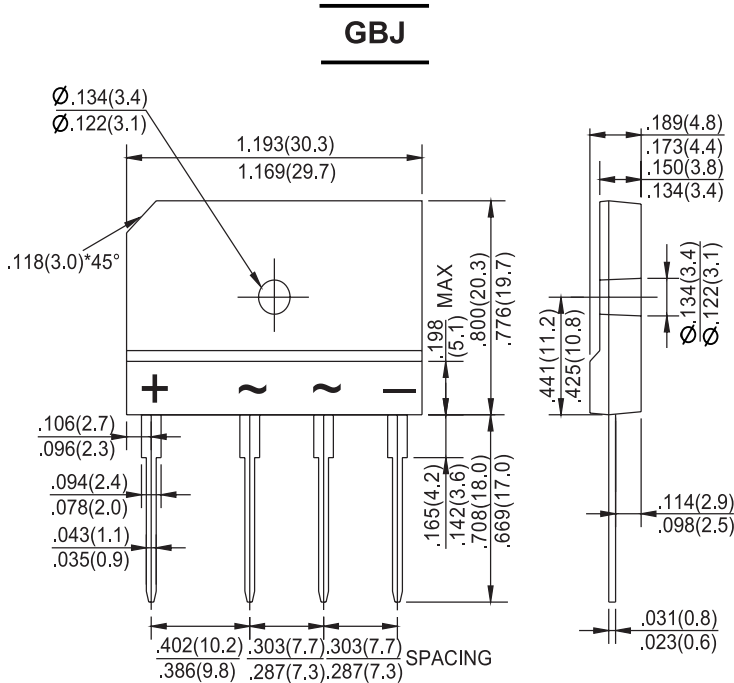 GBJ
Ø.134(3.4)
Ø.122(3.1)
1.193(30.3)
1.169(29.7)
.118(3.0)*45°
.189(4.8)
.173(4.4)
.150(3.8)
.134(3.4)
.198
(5.1)
MAX
.800(20.3)
.776(19.7)
.441(11.2)
.425(10.8)
Ø.134(3.4)
Ø.122(3.1)
+ ~ ~ —
.106(2.7)
.096(2.3)
.094(2.4)
.078(2.0)
.043(1.1)
.035(0.9)
.165(4.2)
.142(3.6)
.708(18.0)
.669(17.0)
.114(2.9)
.098(2.5)
.031(0.8)
.023(0.6)
.402(10.2) .303(7.7) .303(7.7)
.386(9.8) .287(7.3) .287(7.3)
SPACING